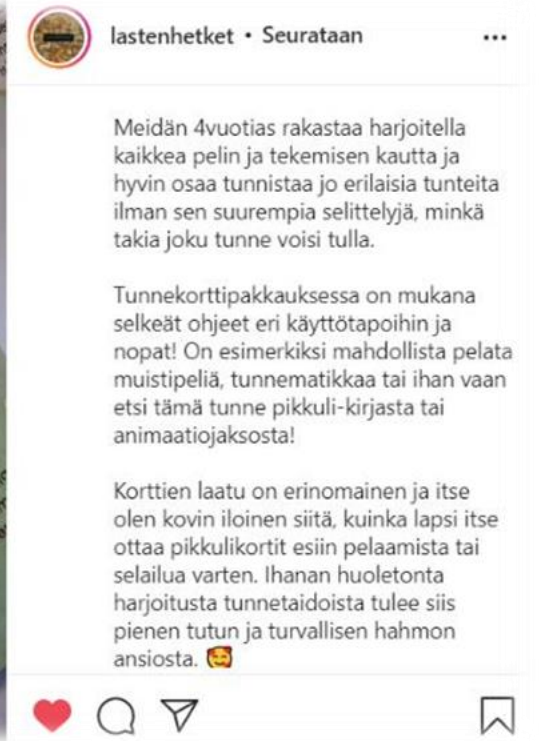 lastenhetket • Seurataan
Meidän 4vuotias rakastaa harjoitella
kaikkea pelin ja tekemisen kautta ja
hyvin osaa tunnistaa jo erilaisia tunteita
ilman sen suurempia selittelyjä, minkä
takia joku tunne voisi tulla.
Tunnekorttipakkauksessa on mukana
selkeät ohjeet eri käyttötapoihin ja
nopat! On esimerkiksi mahdollista pelata
muistipeliä, tunnematikkaa tai ihan vaan
etsi tämä tunne pikkuli-kirjasta tai
animaatiojaksosta!
Korttien laatu on erinomainen ja itse
olen kovin iloinen siitä, kuinka lapsi itse
ottaa pikkulikortit esiin pelaamista tai
selailua varten. Ihanan huoletonta
harjoitusta tunnetaidoista tulee siis
pienen tutun ja turvallisen hahmon
ansiosta. 🥰